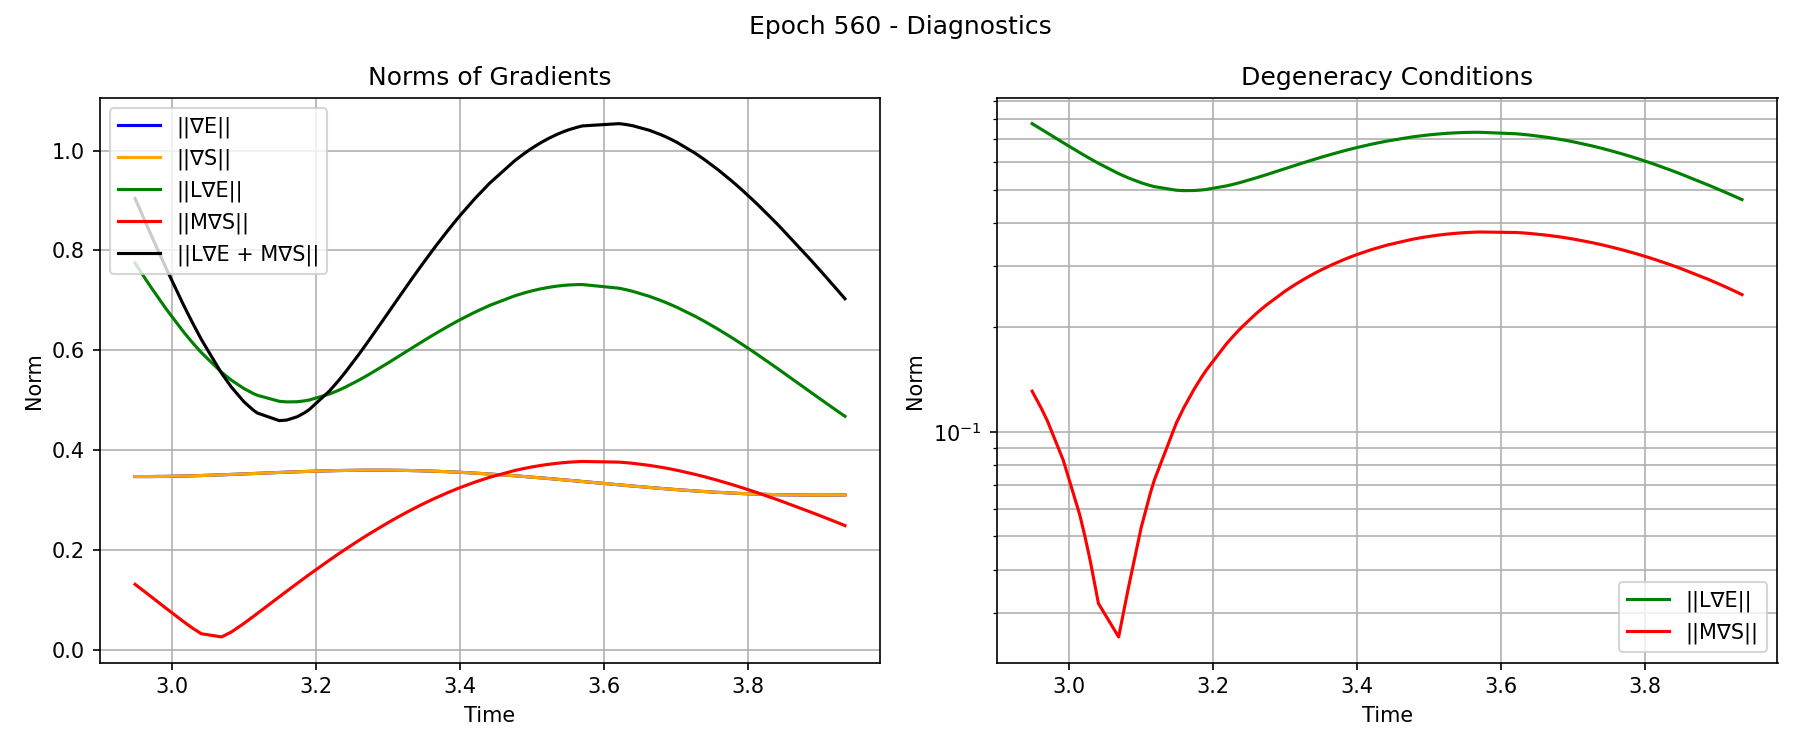 Epoch 560 - Diagnostics
Norms of Gradients
Norm
1.0
0.8
0.6
0.4
0.2
0.0
||∇E||
||∇S||
||L∇E||
||M∇S||
||L∇E + M∇S||
3.0 3.2 3.4 3.6 3.8
Time
Degeneracy Conditions
Norm
10⁻¹
||L∇E||
||M∇S||
3.0 3.2 3.4 3.6 3.8
Time